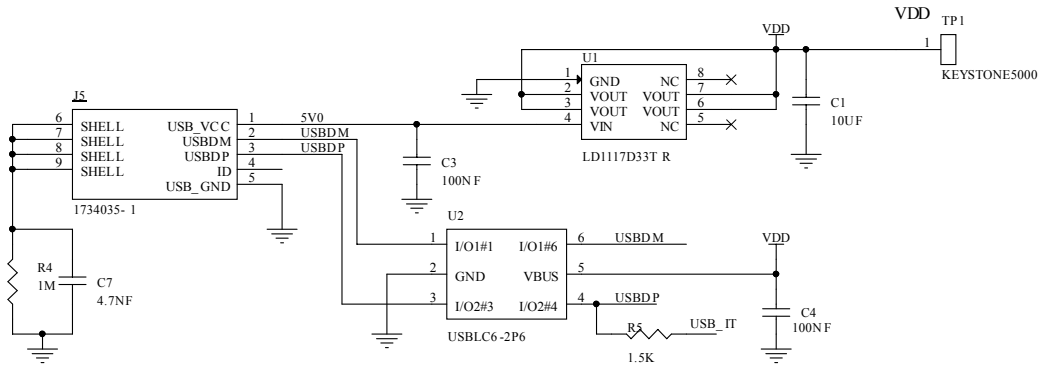 VDD
TP1
VDD
1
KEYSTONE5000
U1
1 GND NC 8
2 VOUT VOUT 7
3 VOUT VOUT 6
4 VIN NC 5
LD1117D33TR
C1
10UF
J5
6 SHELL USB_VCC 1 5V0
7 SHELL USBDM 2 USBDM
8 SHELL USBDP 3 USBDP
9 SHELL ID 4
USB_GND 5
1734035-1
C3
100NF
U2
1 I/O1#1 I/O1#6 6 USBDM
2 GND VBUS 5
3 I/O2#3 I/O2#4 4 USBDP
USBLC6-2P6
VDD
C4
100NF
R5
1.5K
USB_IT
R4
1M
C7
4.7NF